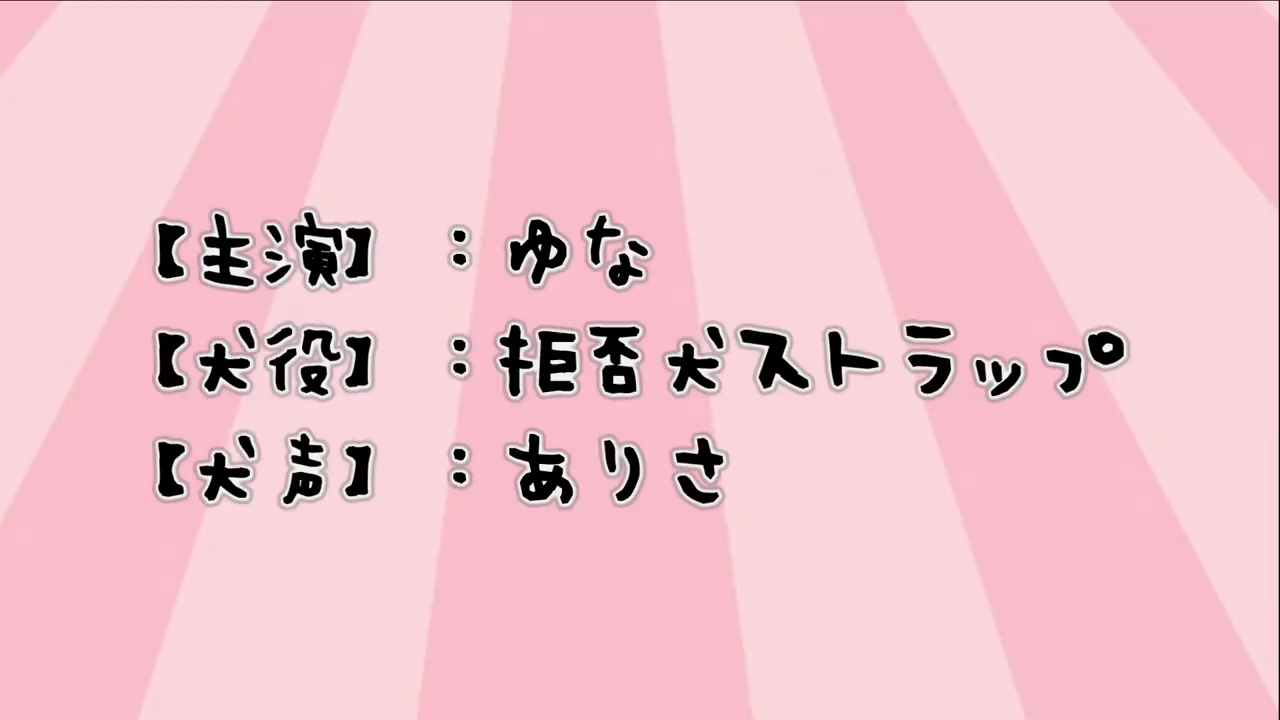 【主演】 : ゆな
【犬役】 : 拒否犬ストラップ
【犬声】 : ありさ